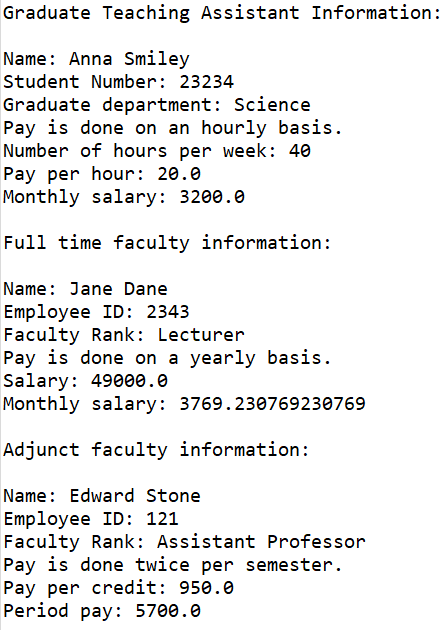 Graduate Teaching Assistant Information:
Name: Anna Smiley
Student Number: 23234
Graduate department: Science
Pay is done on an hourly basis.
Number of hours per week: 40
Pay per hour: 20.0
Monthly salary: 3200.0
Full time faculty information:
Name: Jane Dane
Employee ID: 2343
Faculty Rank: Lecturer
Pay is done on a yearly basis.
Salary: 49000.0
Monthly salary: 3769.230769230769
Adjunct faculty information:
Name: Edward Stone
Employee ID: 121
Faculty Rank: Assistant Professor
Pay is done twice per semester.
Pay per credit: 950.0
Period pay: 5700.0